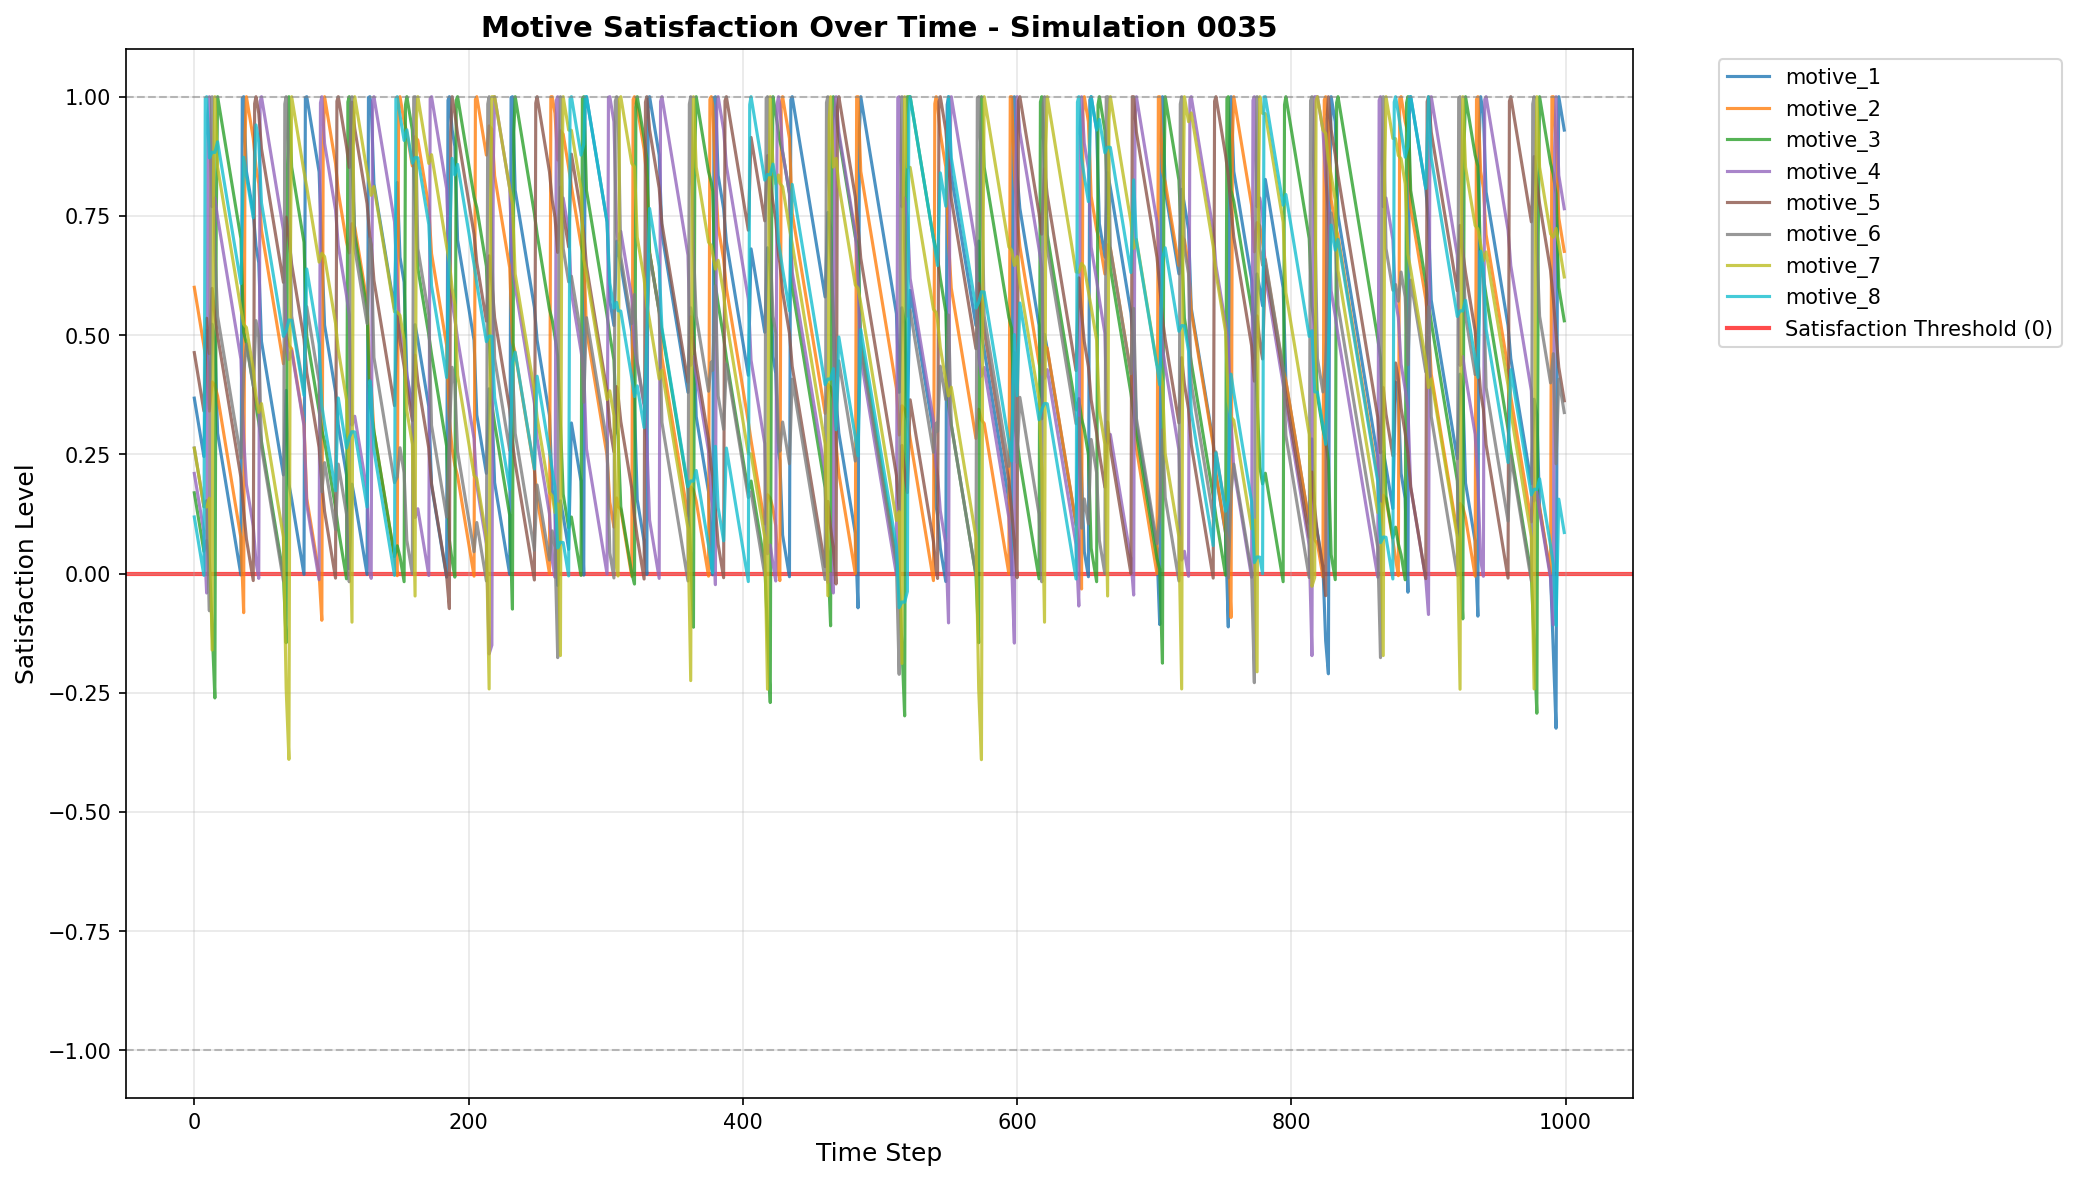 Motive Satisfaction Over Time - Simulation 0035
Satisfaction Level
1.00
0.75
0.50
0.25
0.00
−0.25
−0.50
−0.75
−1.00
0
200
400
600
800
1000
Time Step
motive_1
motive_2
motive_3
motive_4
motive_5
motive_6
motive_7
motive_8
Satisfaction Threshold (0)